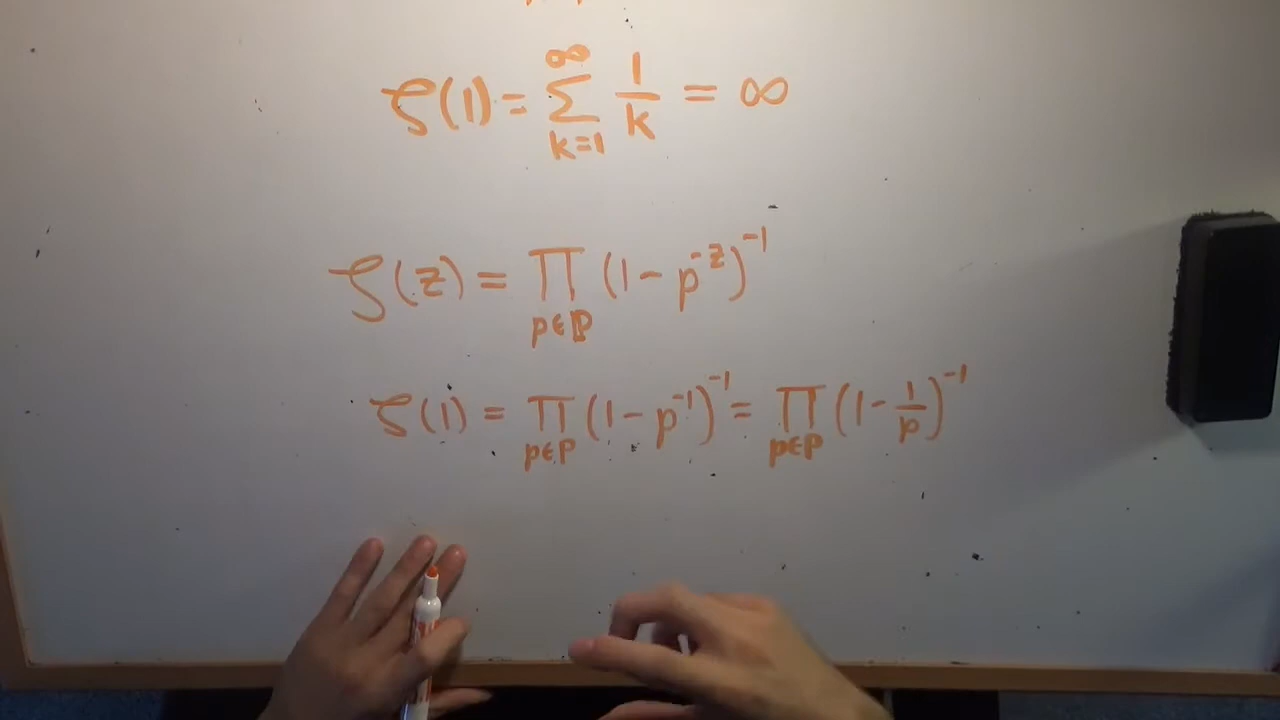 ζ(1) = ∑_{k=1}^{∞} 1/k = ∞
ζ(z) = ∏_{p∈ℙ} (1 - p^{-z})^{-1}
ζ(1) = ∏_{p∈ℙ} (1 - p^{-1})^{-1} = ∏_{p∈ℙ} (1 - 1/p)^{-1}